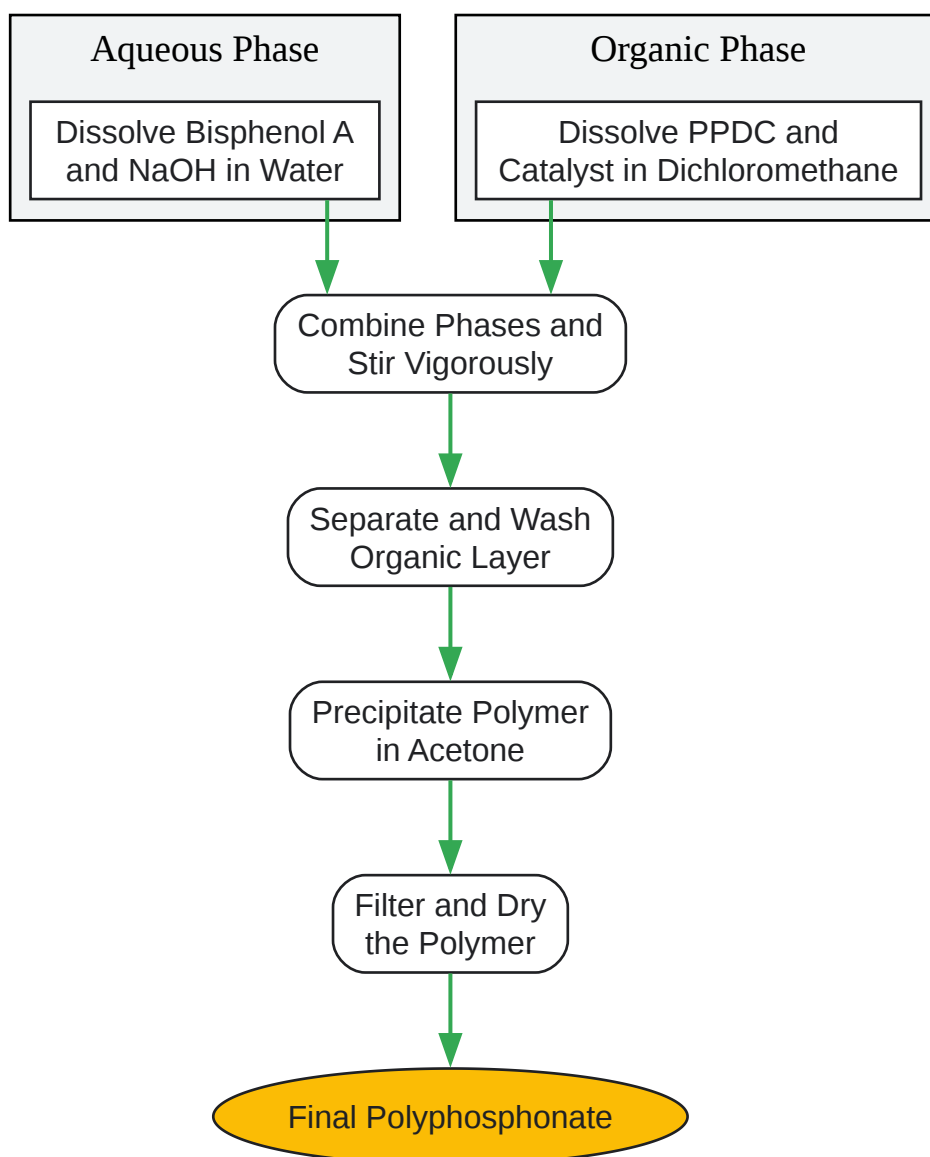 Aqueous Phase
Dissolve Bisphenol A
and NaOH in Water
Organic Phase
Dissolve PPDC and
Catalyst in Dichloromethane
Combine Phases and
Stir Vigorously
Separate and Wash
Organic Layer
Precipitate Polymer
in Acetone
Filter and Dry
the Polymer
Final Polyphosphonate